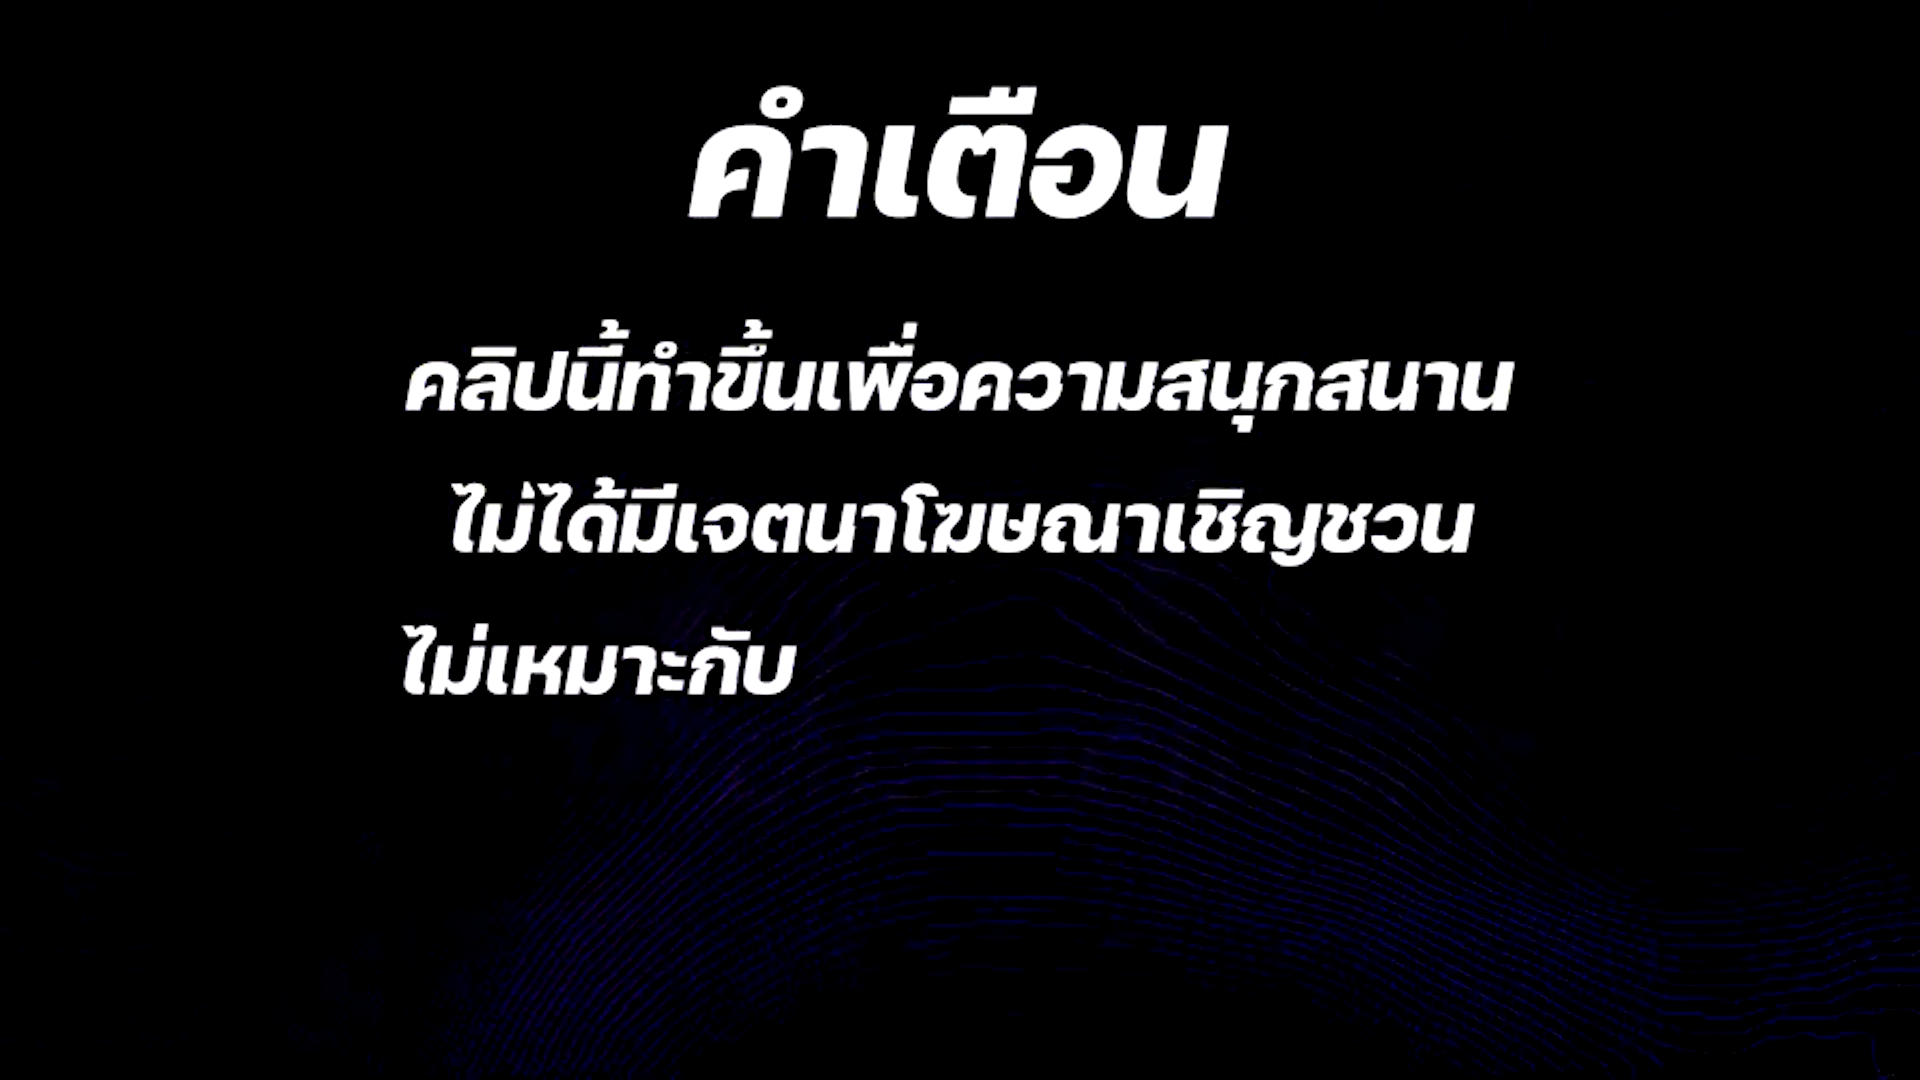 คำเตือน
คลิปนี้ทำขึ้นเพื่อความสนุกสนาน
ไม่ได้มีเจตนาโฆษณาเชิญชวน
ไม่เหมาะกับ